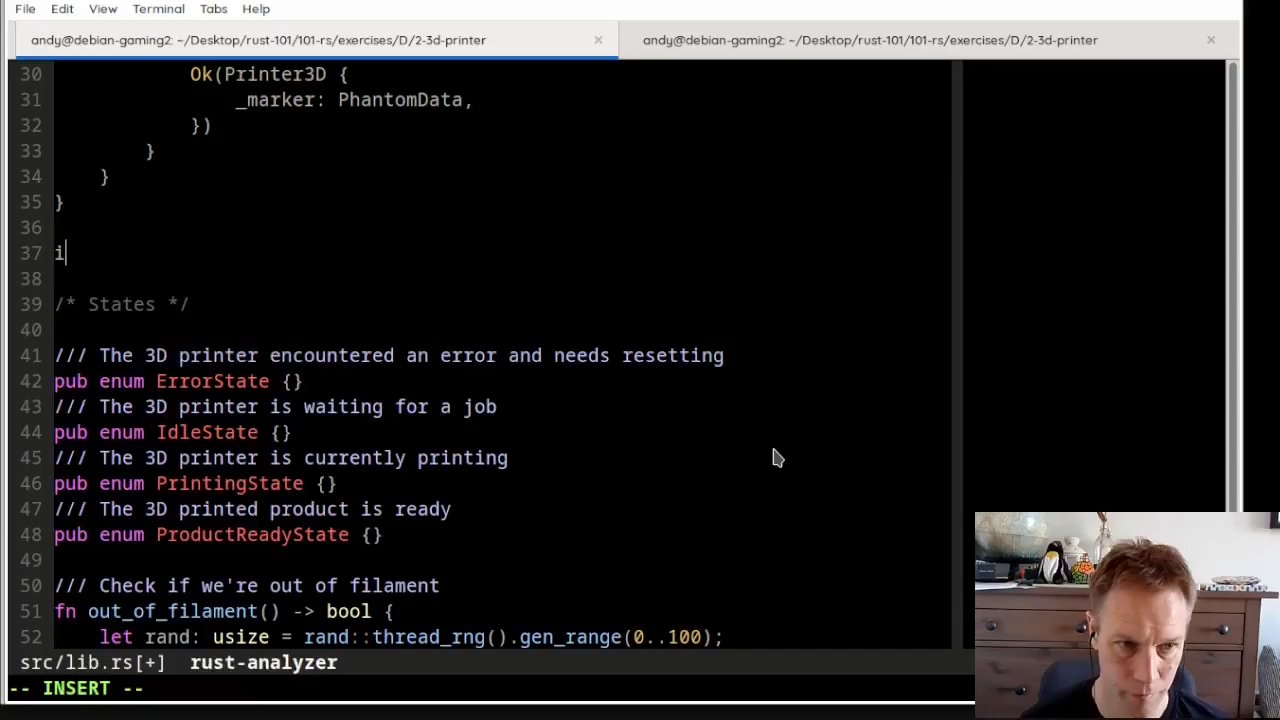 File Edit View Terminal Tabs Help
andy@debian-gaming2: ~/Desktop/rust-101/101-rs/exercises/D/2-3d-printer × andy@debian-gaming2: ~/Desktop/rust-101/101-rs/exercises/D/2-3d-printer ×
30             Ok(Printer3D {
31                 _marker: PhantomData,
32             })
33         }
34     }
35 }
36
37 i
38
39 /* States */
40
41 /// The 3D printer encountered an error and needs resetting
42 pub enum ErrorState {}
43 /// The 3D printer is waiting for a job
44 pub enum IdleState {}
45 /// The 3D printer is currently printing
46 pub enum PrintingState {}
47 /// The 3D printed product is ready
48 pub enum ProductReadyState {}
49
50 /// Check if we're out of filament
51 fn out_of_filament() -> bool {
52     let rand: usize = rand::thread_rng().gen_range(0..100);
src/lib.rs[+] rust-analyzer
-- INSERT --